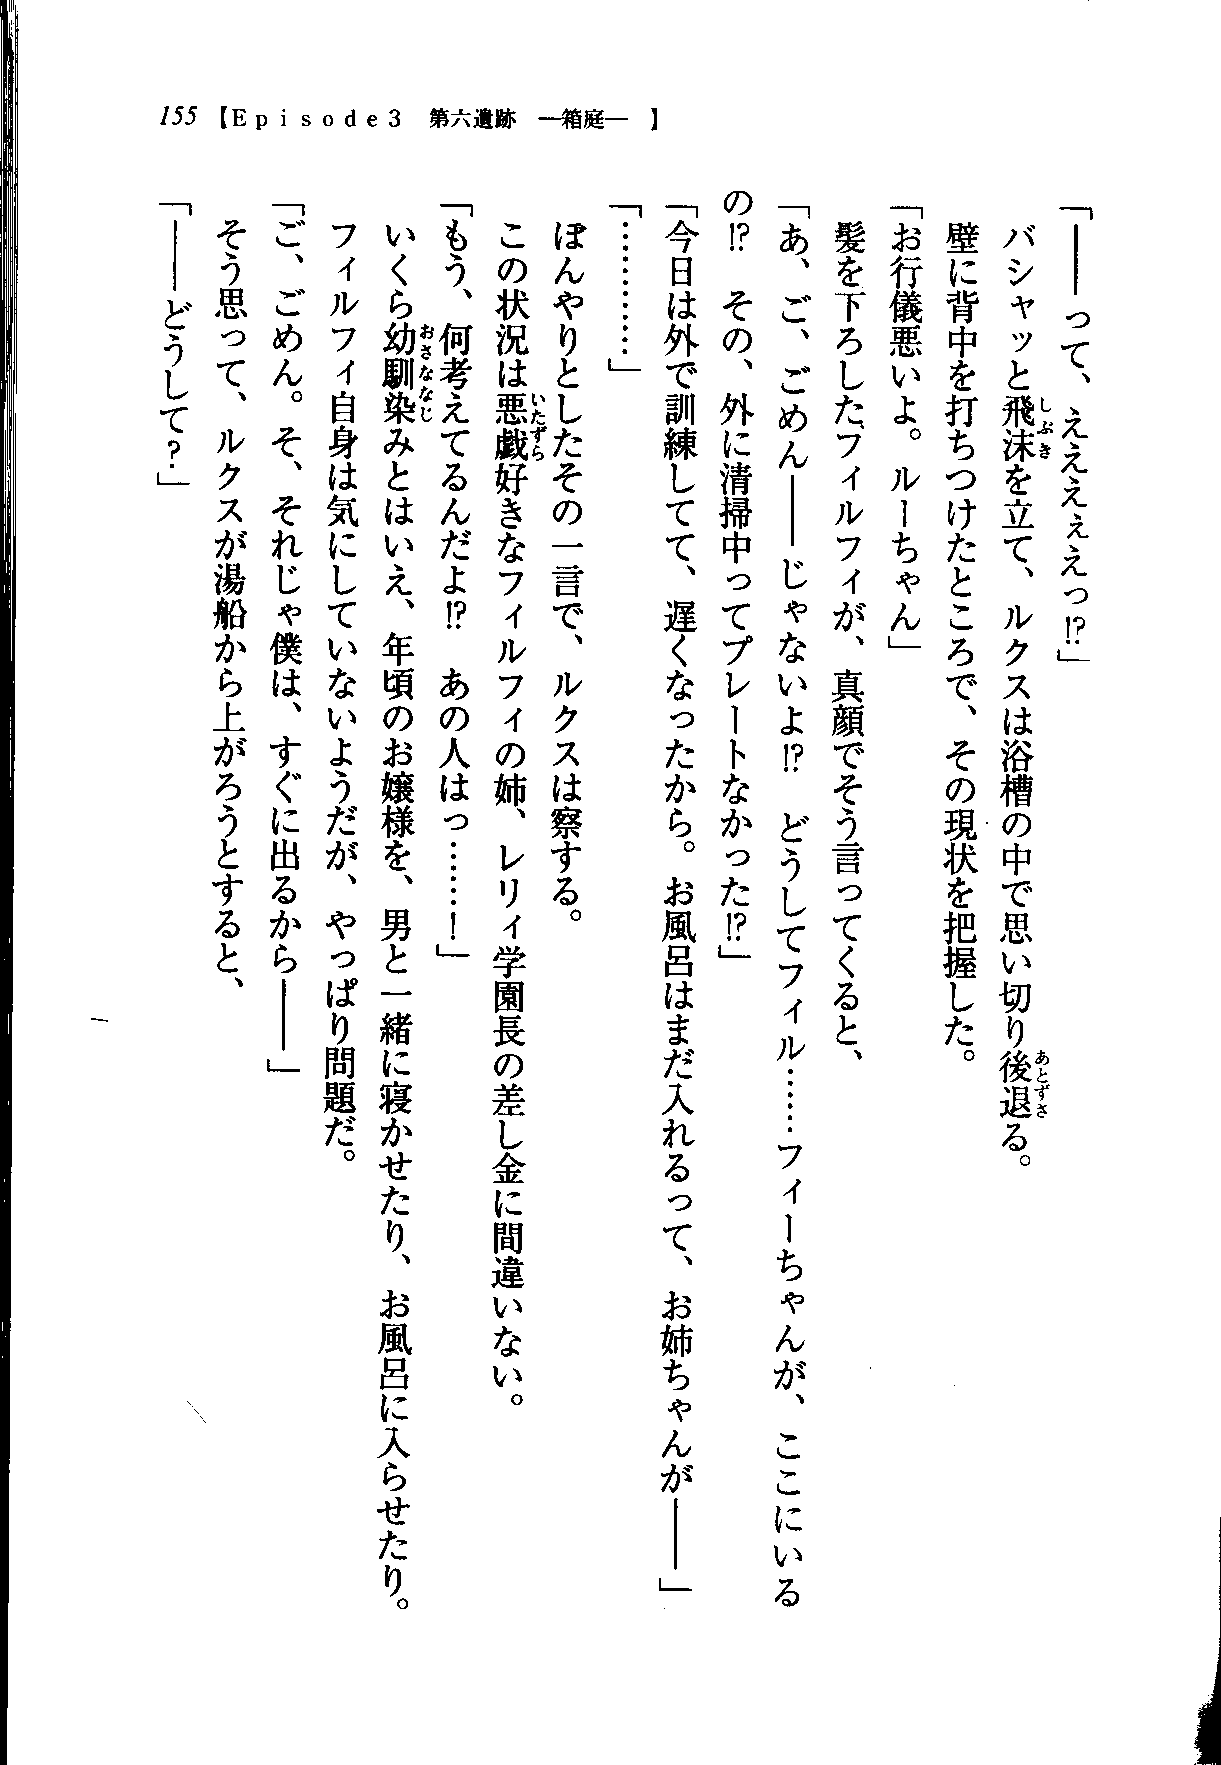 155 【Episode3 第六遺跡 ―箱庭― 】
「――って、えええぇえっ!?」
バシャッと飛沫を立て、ルクスは浴槽の中で思い切り後退る。
壁に背中を打ちつけたところで、その現状を把握した。
「お行儀悪いよ。ルーちゃん」
髪を下ろしたフィルフィが、真顔でそう言ってくると、
「あ、ご、ごめん――じゃないよ!? どうしてフィル……フィーちゃんが、ここにいる
の!? その、外に清掃中ってプレートなかった!?」
「今日は外で訓練してて、遅くなったから。お風呂はまだ入れるって、お姉ちゃんが――」
「…………」
ぼんやりとしたその一言で、ルクスは察する。
この状況は悪戯好きなフィルフィの姉、レリィ学園長の差し金に間違いない。
「もう、何考えてるんだよ!? あの人はっ……!」
いくら幼馴染みとはいえ、年頃のお嬢様を、男と一緒に寝かせたり、お風呂に入らせたり。
フィルフィ自身は気にしていないようだが、やっぱり問題だ。
「ご、ごめん。そ、それじゃ僕は、すぐに出るから――」
そう思って、ルクスが湯船から上がろうとすると、
「――どうして?」
しぶき
あとずさ
いたずら
おさななじ